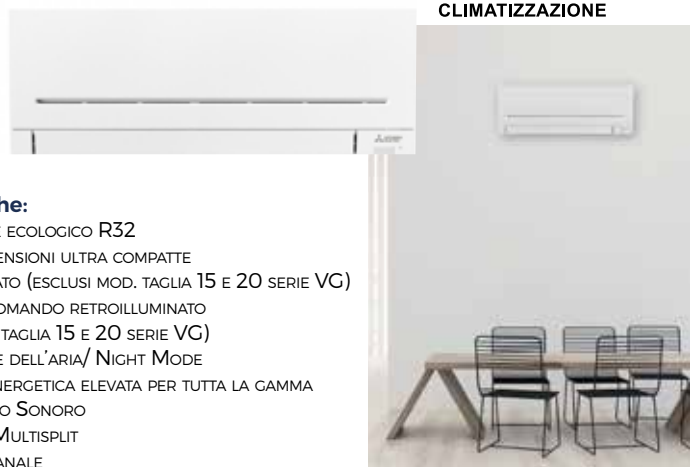 CLIMATIZZAZIONE
he:
ECOLOGICO R32
ENSIONI ULTRA COMPATTE
ATO (ESCLUSI MOD. TAGLIA 15 E 20 SERIE VG)
OMANDO RETROILLUMINATO
TAGLIA 15 E 20 SERIE VG)
E DELL'ARIA/ NIGHT MODE
NERGETICA ELEVATA PER TUTTA LA GAMMA
O SONORO
MULTISPLIT
ANALE